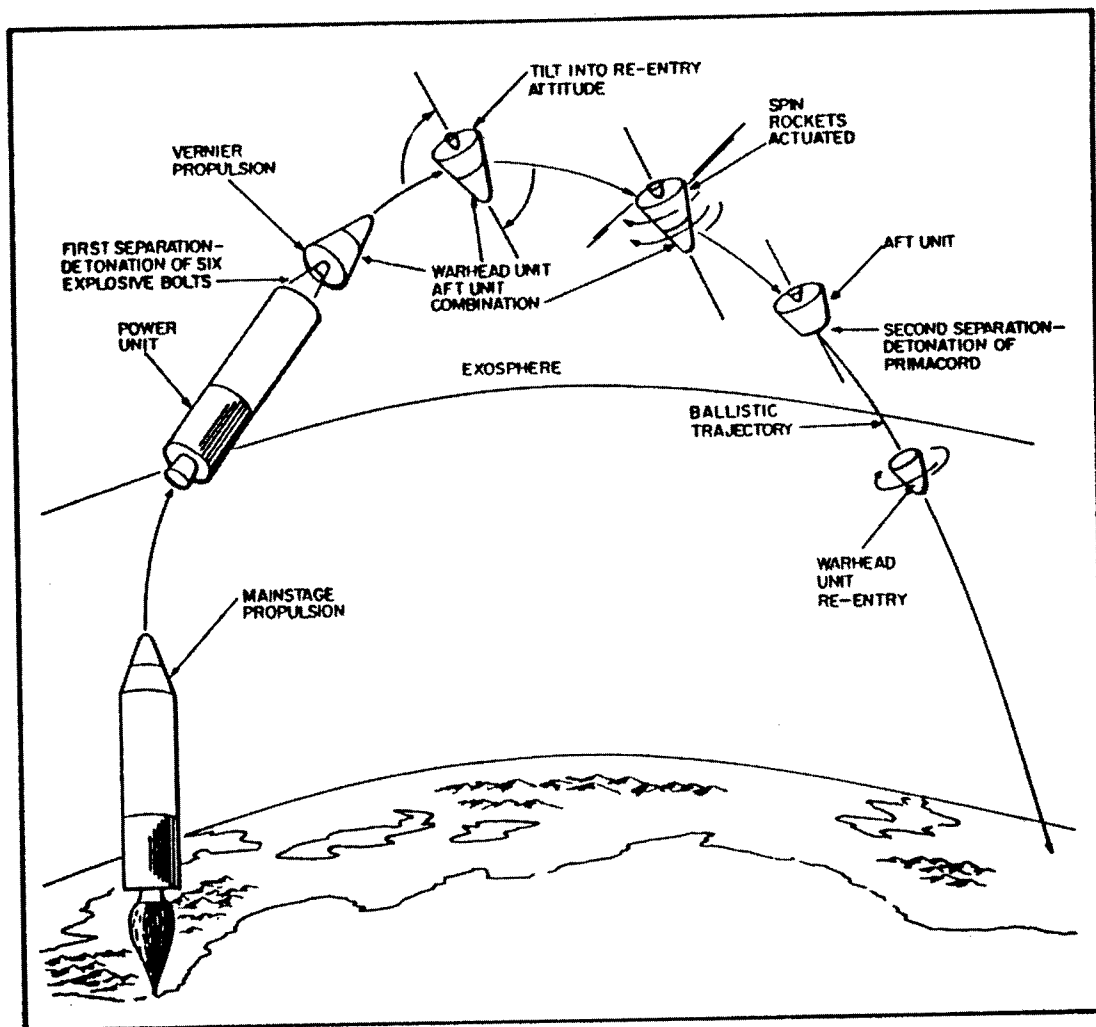 TILT INTO RE-ENTRY
ATTITUDE
SPIN
ROCKETS
ACTUATED
VERNIER
PROPULSION
FIRST SEPARATION-
DETONATION OF SIX
EXPLOSIVE BOLTS
WARHEAD UNIT
AFT UNIT
COMBINATION
AFT UNIT
POWER
UNIT
SECOND SEPARATION-
DETONATION OF
PRIMACORD
EXOSPHERE
BALLISTIC
TRAJECTORY
WARHEAD
UNIT
RE-ENTRY
MAINSTAGE
PROPULSION